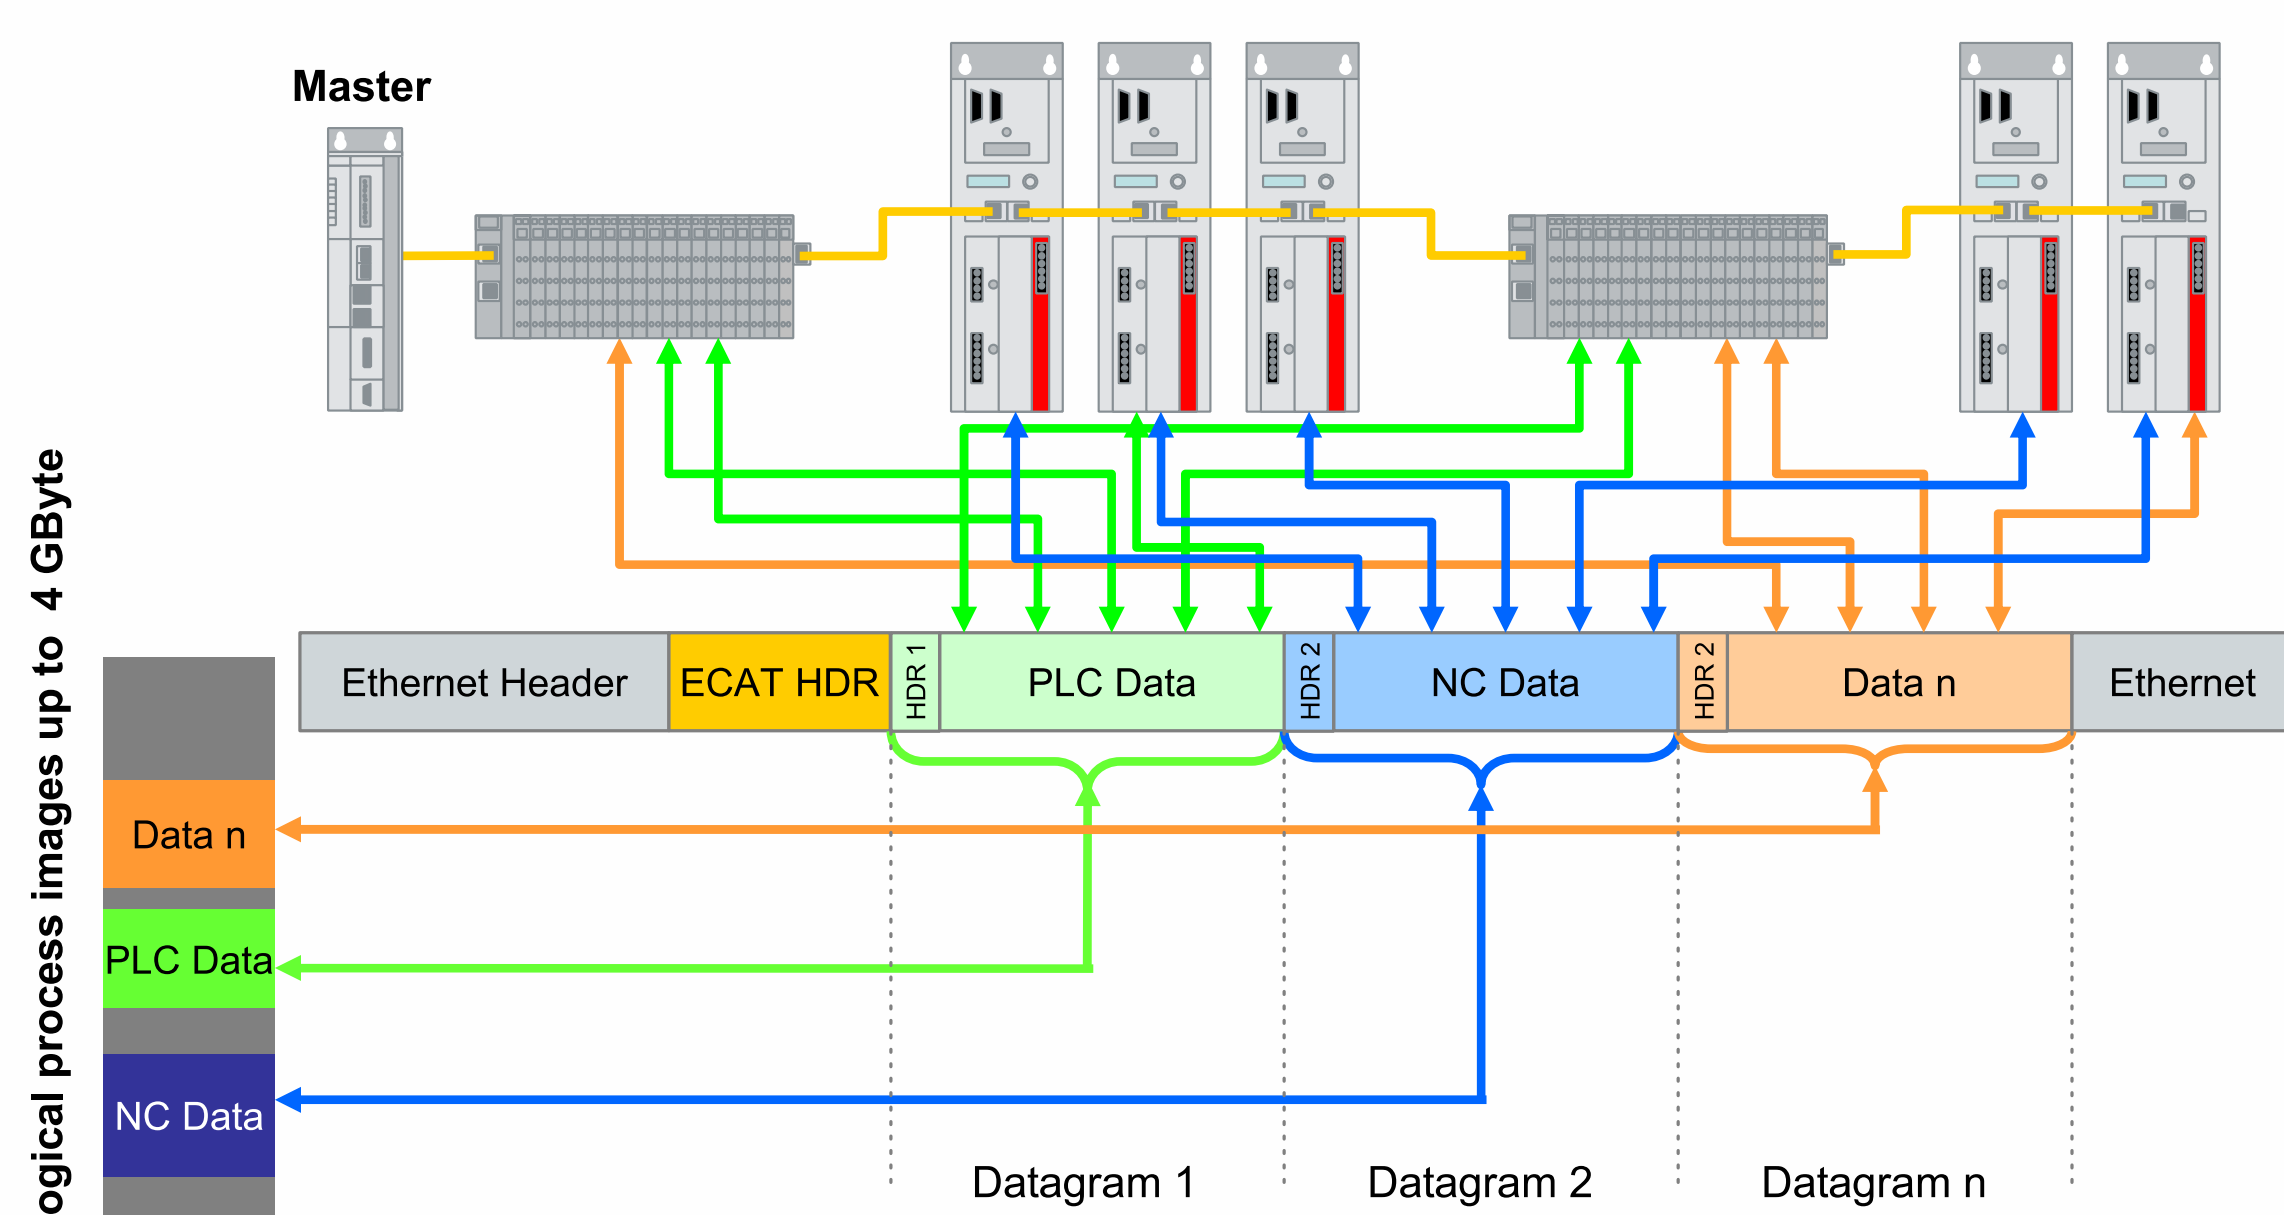 Master
ogical process images up to 4 GByte
Ethernet Header
ECAT HDR
HDR 1
PLC Data
HDR 2
NC Data
HDR 2
Data n
Ethernet
Data n
PLC Data
NC Data
Datagram 1
Datagram 2
Datagram n